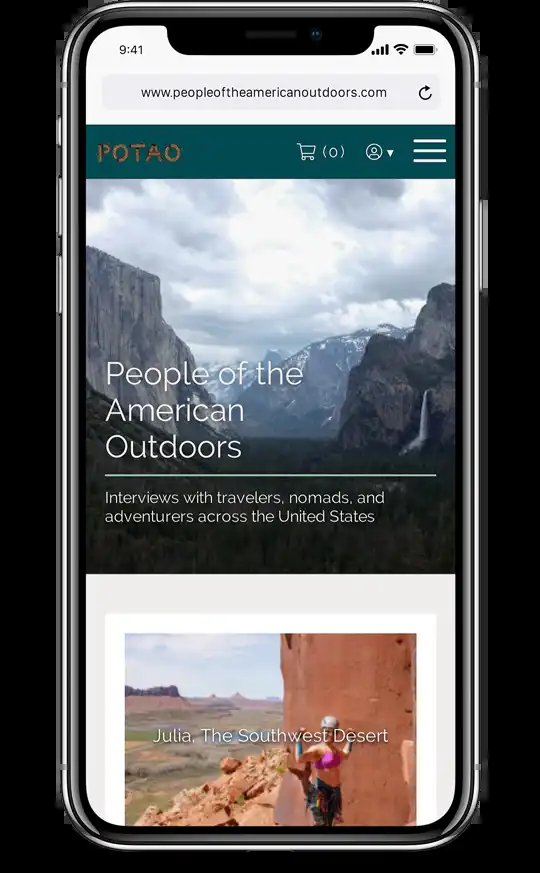 9:41
www.peopleoftheamericanoutdoors.com
POTAO
(0)
People of the
American
Outdoors
Interviews with travelers, nomads, and
adventurers across the United States
Julia, The Southwest Desert